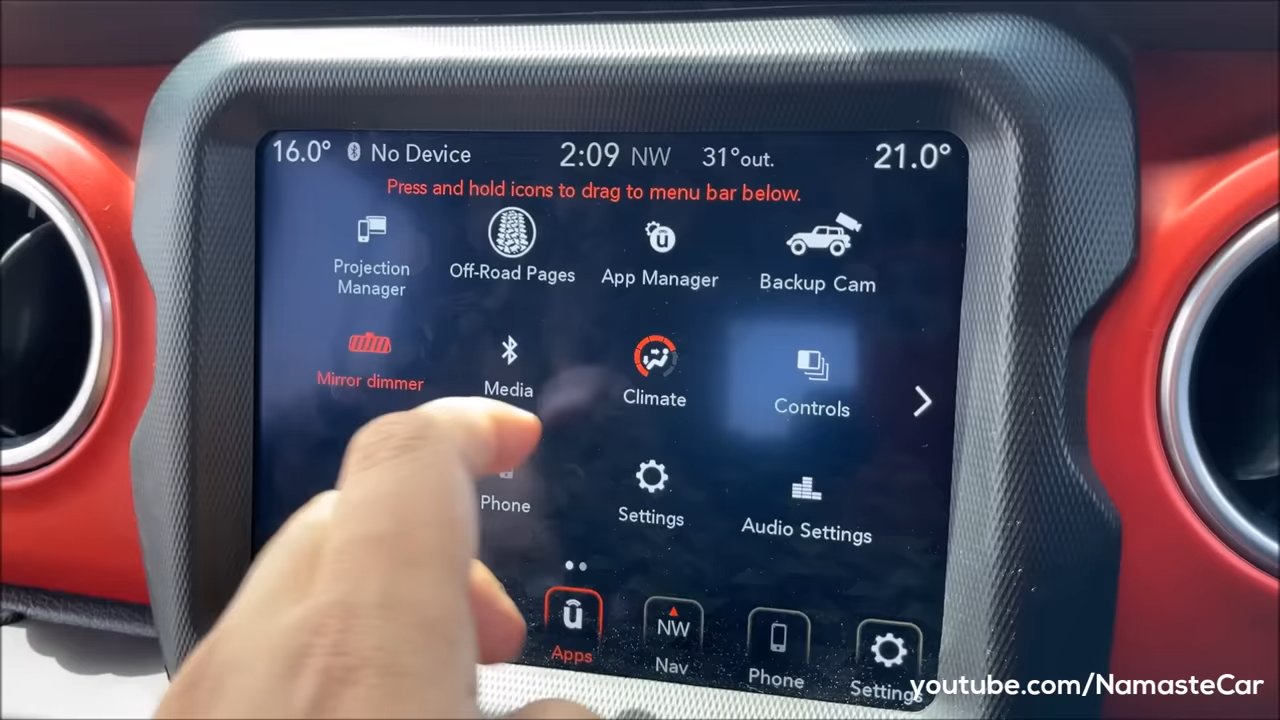 16.0° No Device 2:09 NW 31°out. 21.0°
Press and hold icons to drag to menu bar below.
Projection
Manager
Off-Road Pages
App Manager
Backup Cam
Mirror dimmer
Media
Climate
Controls
Phone
Settings
Audio Settings
NW
Apps
Nav
Phone
Settings
youtube.com/NamasteCar